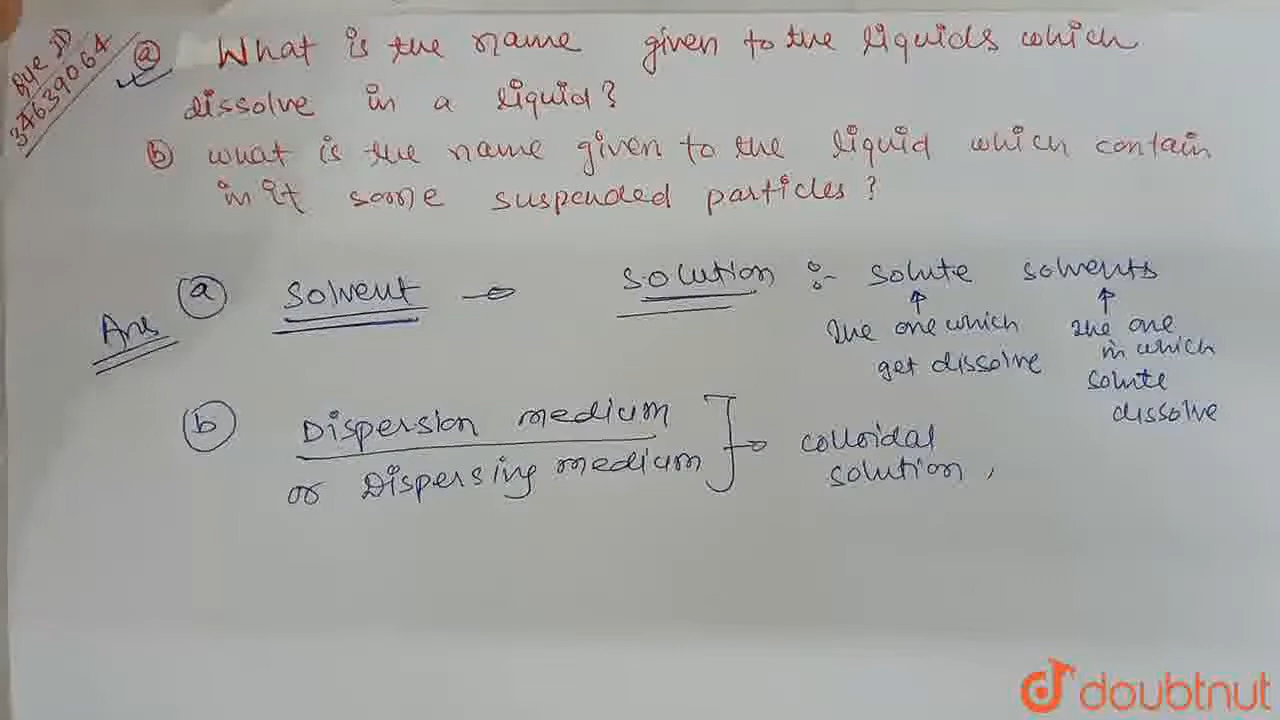 Bye JD
34639064
(a) What is the name given to the liquids which
dissolve in a liquid?
(b) what is the name given to the liquid which contain
in it some suspended particles?
Ans
(a) Solvent → Solution :- Solute Solvents
↑ ↑
The one which The one
get dissolve in which
Solute
dissolve
(b) Dispersion medium
or Dispersing medium ] → colloidal
solution,
doubtnut